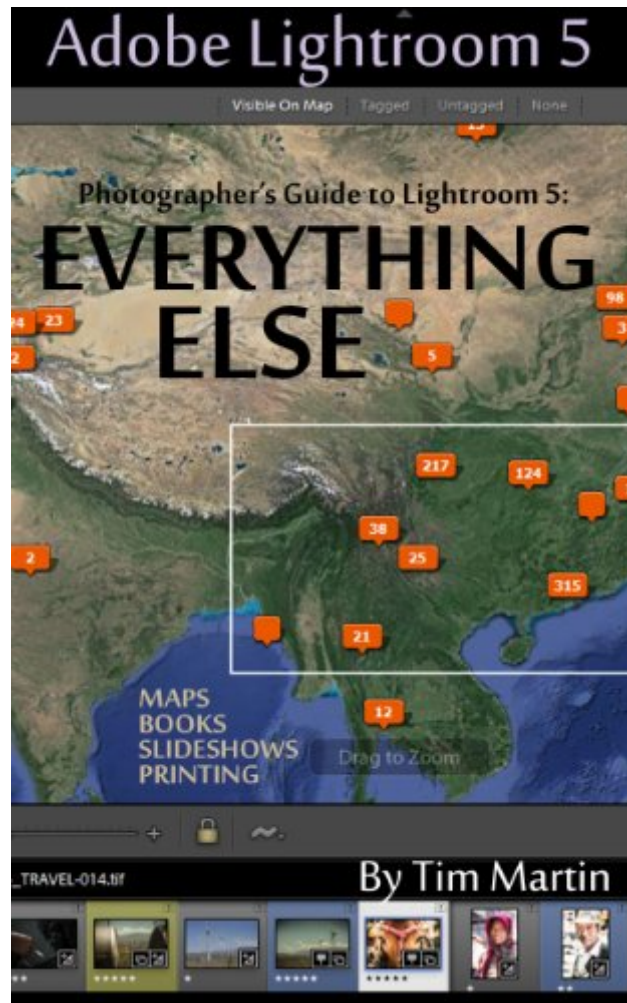 Adobe Lightroom 5
Visible On Map Tagged Untagged None
Photographer's Guide to Lightroom 5:
EVERYTHING
ELSE
98
24 23
2
5
217
124
38
25
2
315
21
12
MAPS
BOOKS
SLIDESHOWS
PRINTING
Drag to Zoom
_TRAVEL-014.tif
By Tim Martin